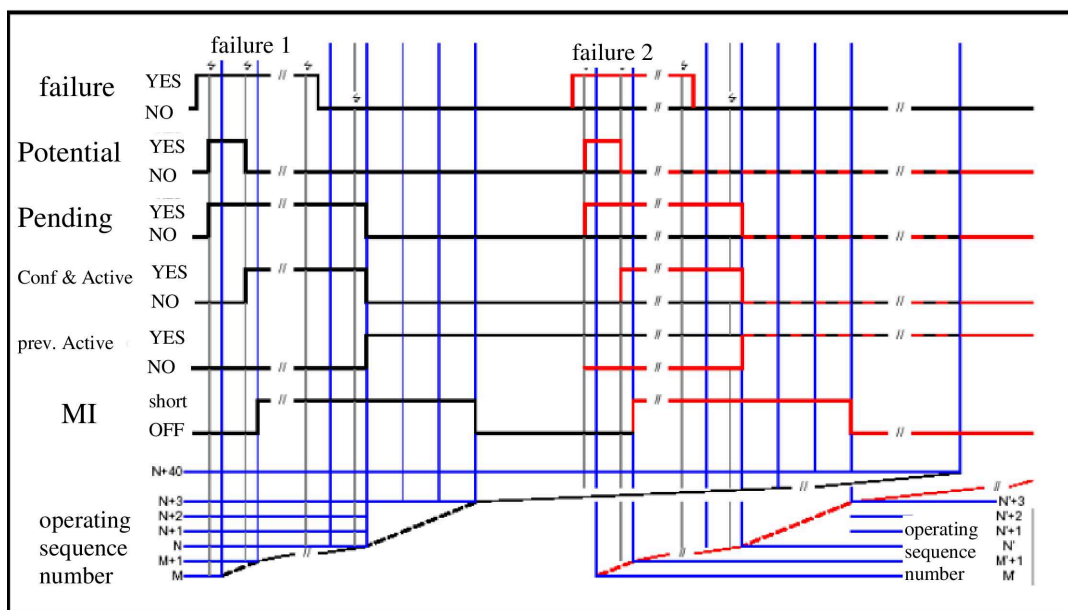 failure 1
failure 2
failure
YES
NO
Potential
YES
NO
Pending
YES
NO
Conf & Active
YES
NO
prev. Active
YES
NO
MI
short
OFF
operating
sequence
number
N+40
N+3
N+2
N+1
N
M+1
M
operating
sequence
number
N'+3
N'+2
N'+1
N'
M'+1
M'